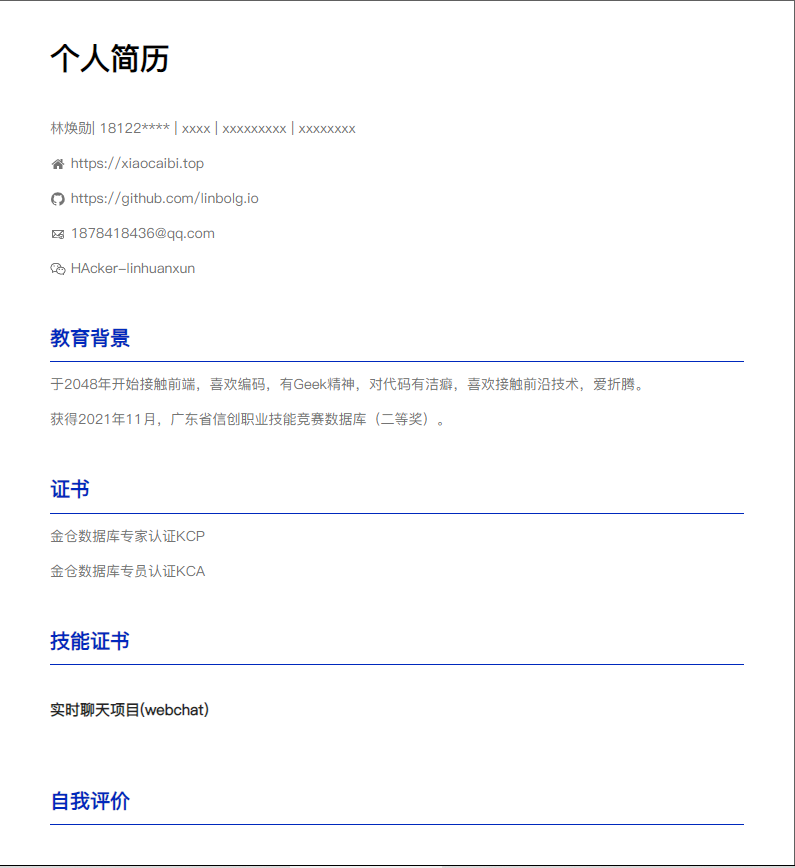 个人简历
林焕勋| 18122**** | xxxx | xxxxxxxxx | xxxxxxxx
https://xiaocaibi.top
https://github.com/linbolg.io
1878418436@qq.com
HAcker-linhuanxun
教育背景
于2048年开始接触前端，喜欢编码，有Geek精神，对代码有洁癖，喜欢接触前沿技术，爱折腾。
获得2021年11月，广东省信创职业技能竞赛数据库（二等奖）。
证书
金仓数据库专家认证KCP
金仓数据库专员认证KCA
技能证书
实时聊天项目(webchat)
自我评价